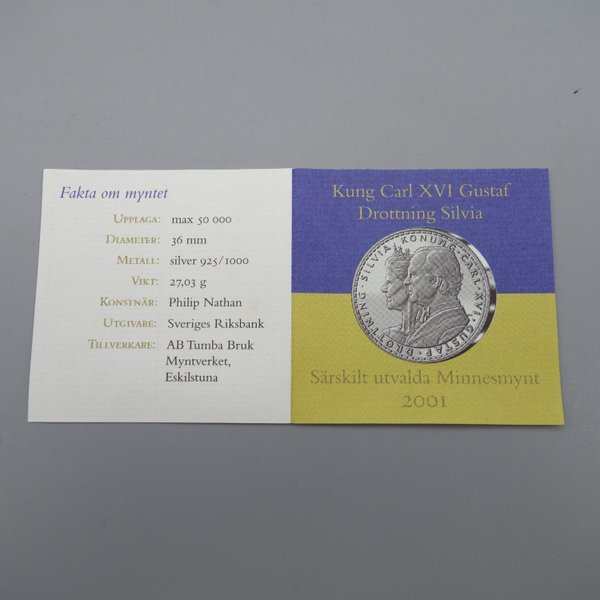 Fakta om myntet
UPPLAGA: max 50 000
DIAMETER: 36 mm
METALL: silver 925/1000
VIKT: 27,03 g
KONSTNÄR: Philip Nathan
UTGIVARE: Sveriges Riksbank
TILLVERKARE: AB Tumba Bruk
Myntverket,
Eskilstuna
Kung Carl XVI Gustaf
Drottning Silvia
DROTTNING · SILVIA KONUNG · CARL · XVI · GUSTAF
Särskilt utvalda Minnesmynt
2001